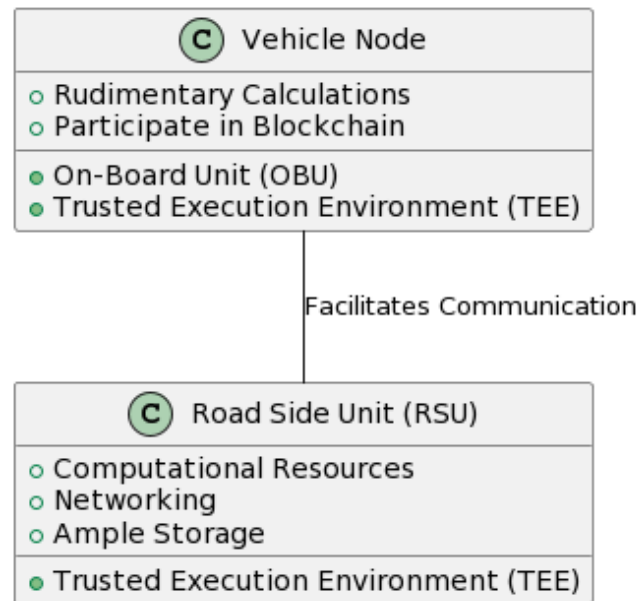 C Vehicle Node
Rudimentary Calculations
Participate in Blockchain
On-Board Unit (OBU)
Trusted Execution Environment (TEE)
Facilitates Communication
C Road Side Unit (RSU)
Computational Resources
Networking
Ample Storage
Trusted Execution Environment (TEE)